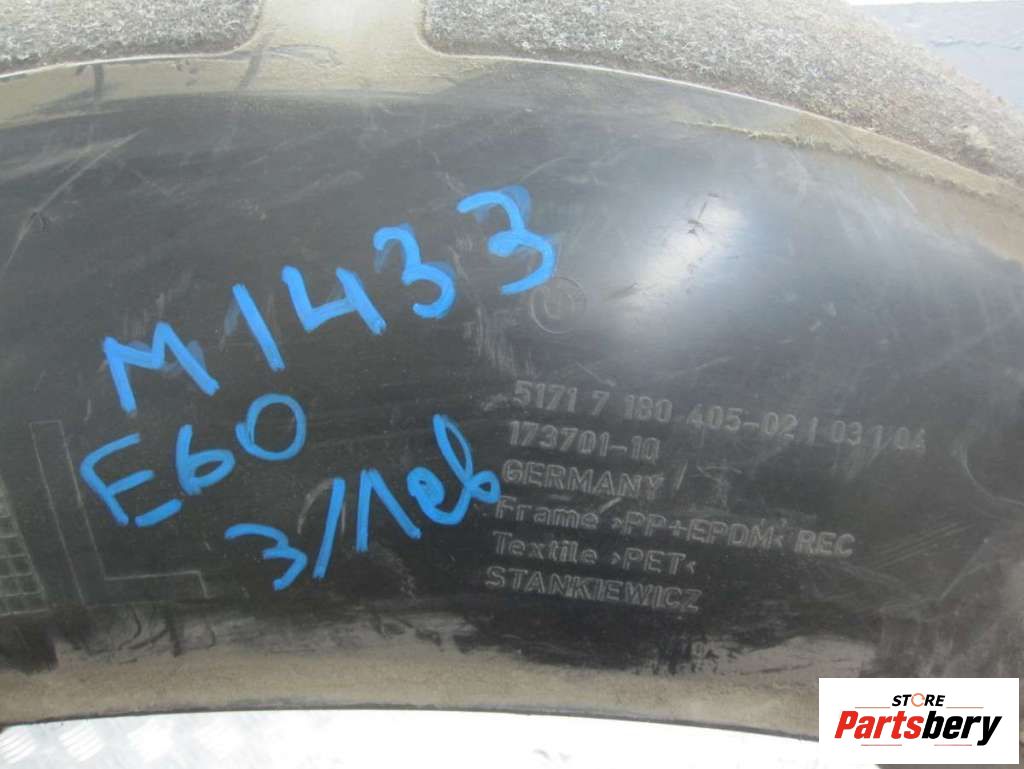 M1433
E60
3/Лев
5171 7 180 405-02 | 03 | 04
173701-10
GERMANY
Frame >PP+EPDM< REC
Textile >PET<
STANKIEWICZ
L
STORE
Partsbery